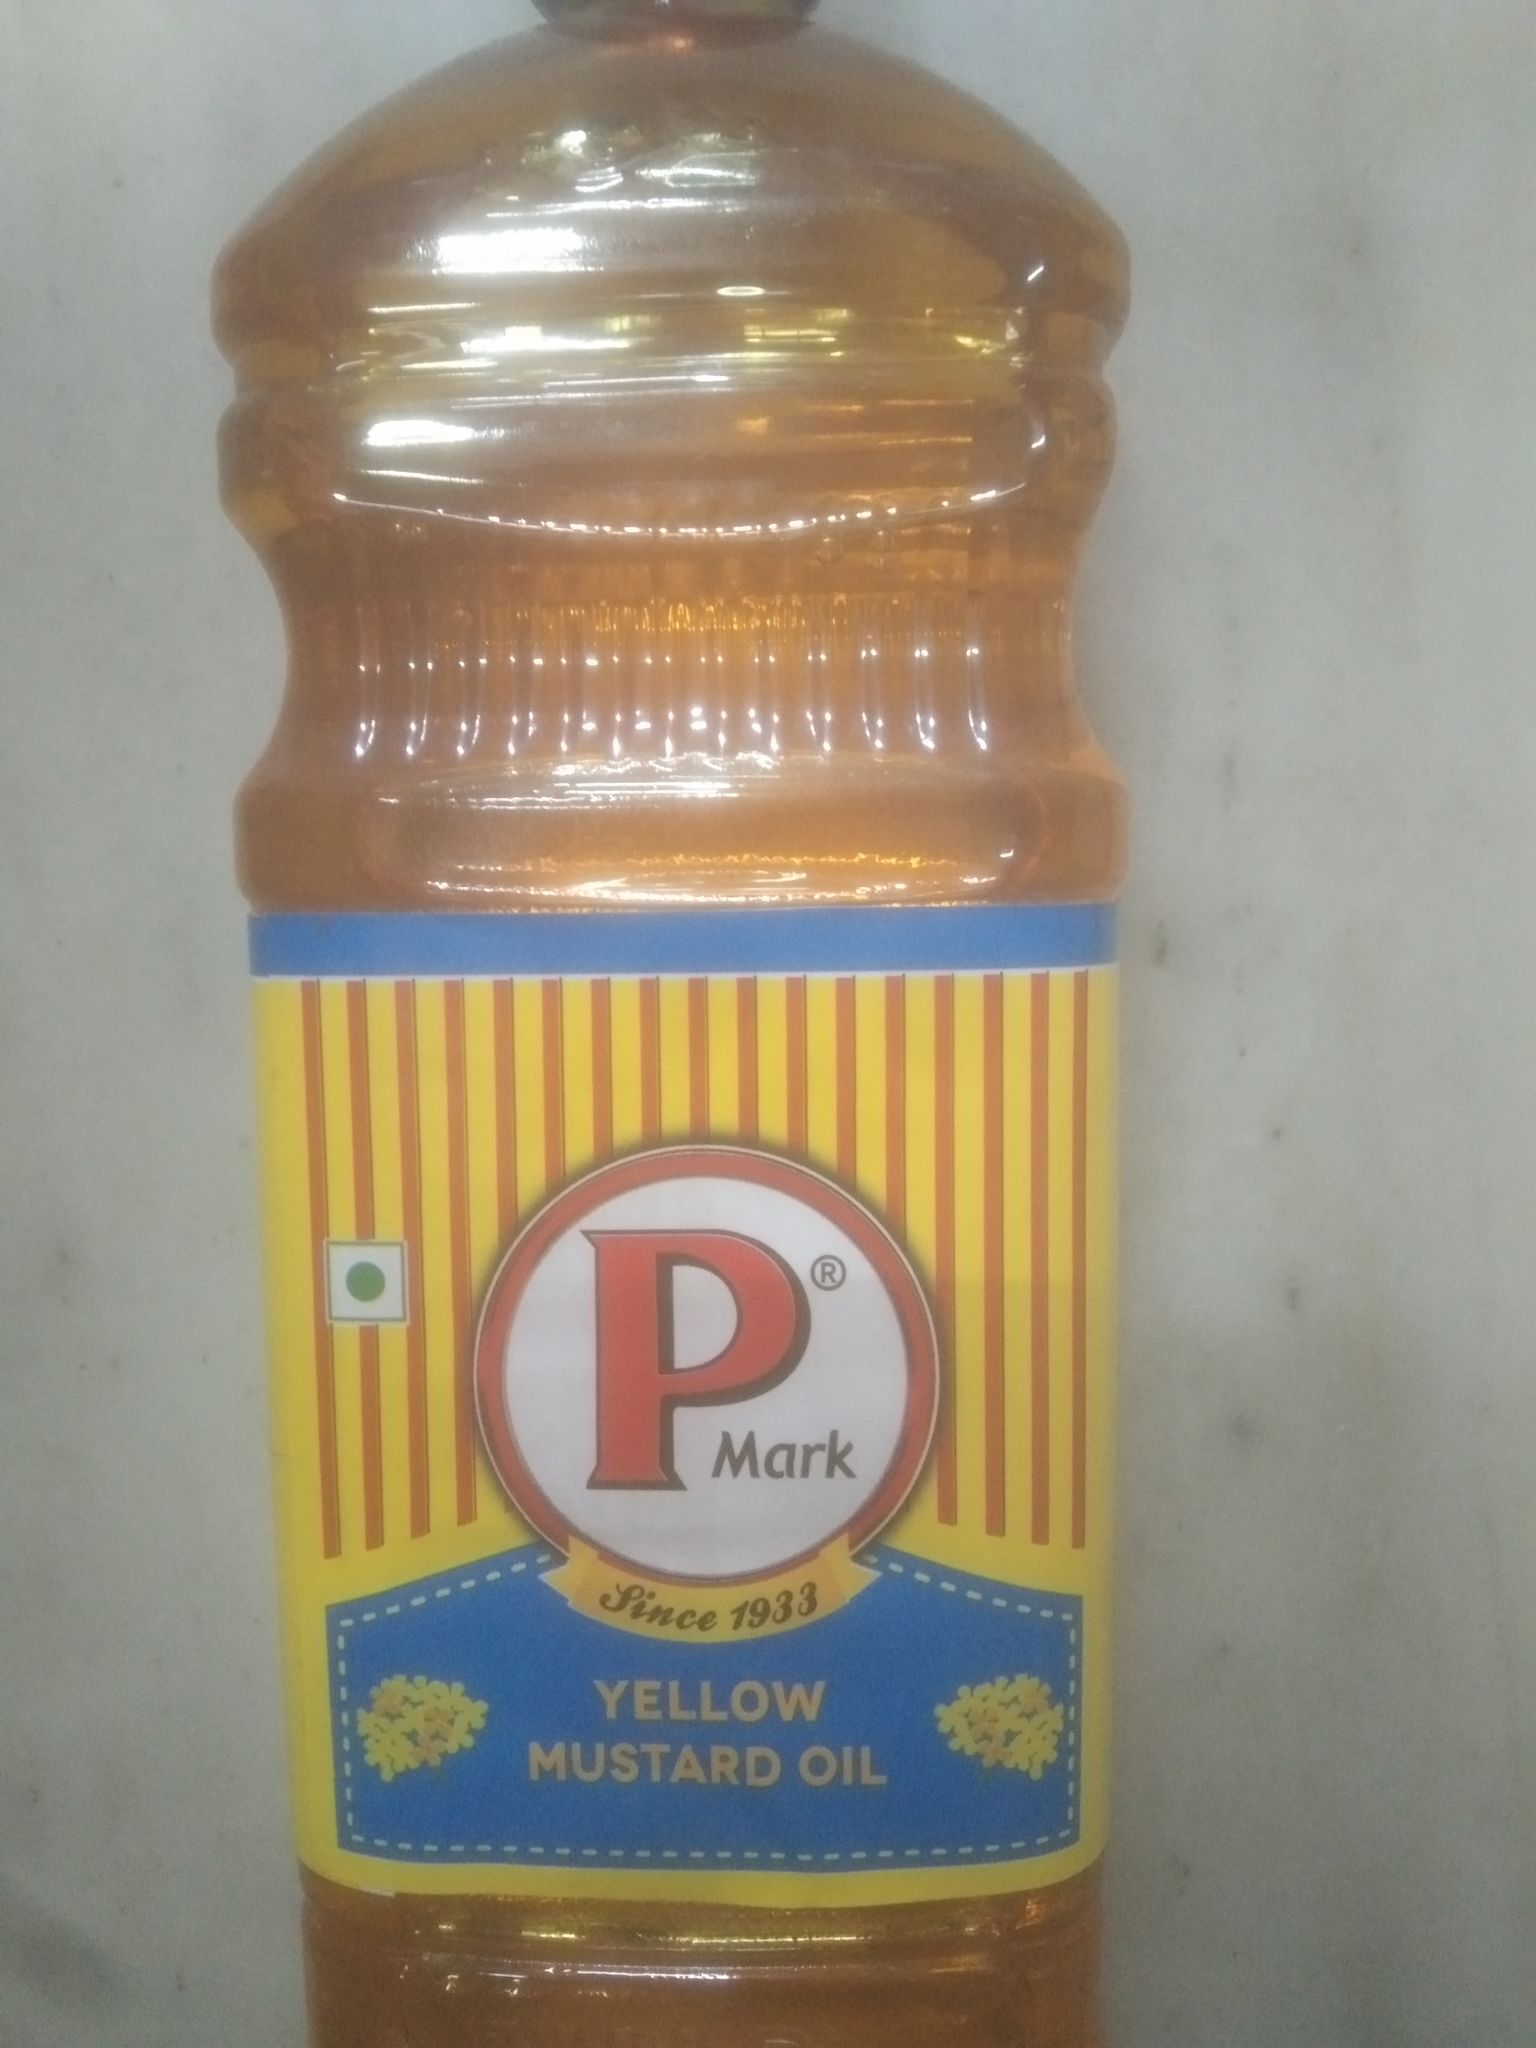 P®
Mark
Since 1933
YELLOW
MUSTARD OIL